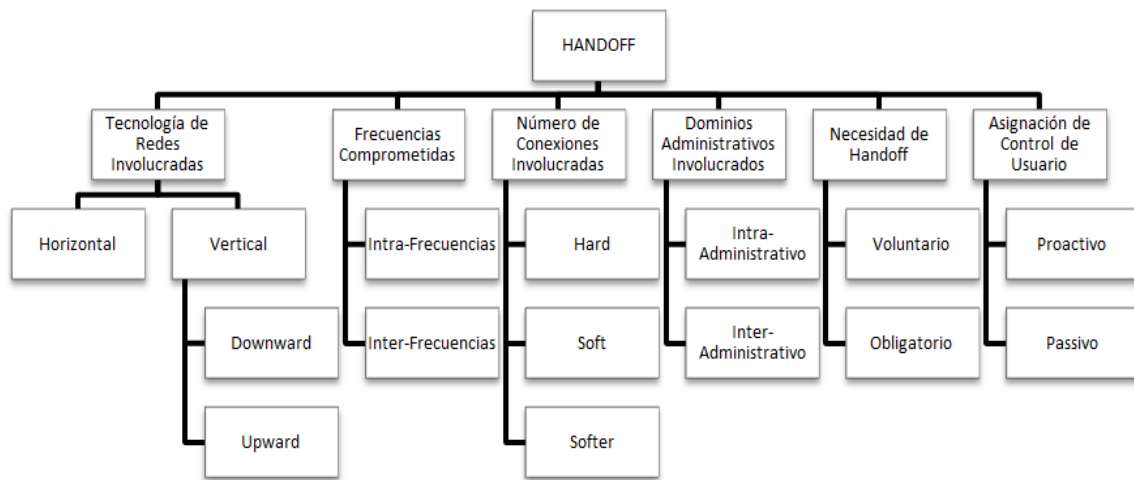 HANDOFF
Tecnología de
Redes
Involucradas
Frecuencias
Comprometidas
Número de
Conexiones
Involucradas
Dominios
Administrativos
Involucrados
Necesidad de
Handoff
Asignación de
Control de
Usuario
Horizontal
Vertical
Downward
Upward
Intra-Frecuencias
Inter-Frecuencias
Hard
Soft
Softer
Intra-
Administrativo
Inter-
Administrativo
Voluntario
Obligatorio
Proactivo
Passivo